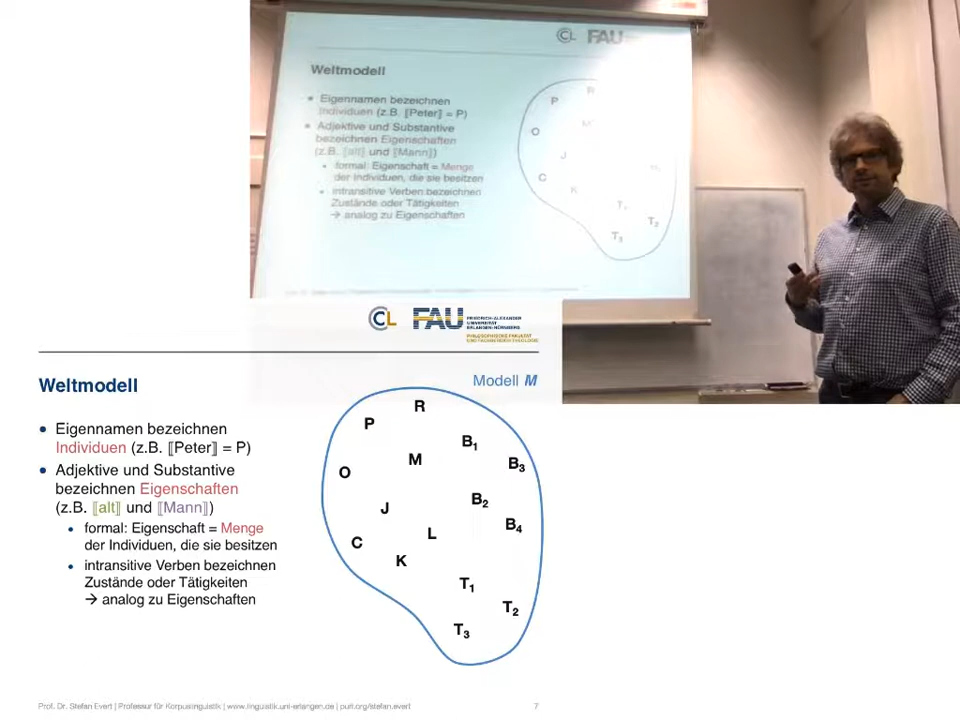 CL FAU
Weltmodell
• Eigennamen bezeichnen
Individuen (z.B. ⟦Peter⟧ = P)
• Adjektive und Substantive
bezeichnen Eigenschaften
(z.B. ⟦alt⟧ und ⟦Mann⟧)
• formal: Eigenschaft = Menge
der Individuen, die sie besitzen
• intransitive Verben bezeichnen
Zustände oder Tätigkeiten
→ analog zu Eigenschaften
R
P
M
O
J
C
K
T₂
T₃
CL FAU FRIEDRICH-ALEXANDER
UNIVERSITÄT
ERLANGEN-NÜRNBERG
PHILOSOPHISCHE FAKULTÄT
UND FACHBEREICH THEOLOGIE
Weltmodell
Modell M
• Eigennamen bezeichnen
Individuen (z.B. ⟦Peter⟧ = P)
• Adjektive und Substantive
bezeichnen Eigenschaften
(z.B. ⟦alt⟧ und ⟦Mann⟧)
• formal: Eigenschaft = Menge
der Individuen, die sie besitzen
• intransitive Verben bezeichnen
Zustände oder Tätigkeiten
→ analog zu Eigenschaften
R
P
B₁
M
B₃
O
B₂
J
B₄
L
C
K
T₁
T₂
T₃
Prof. Dr. Stefan Evert | Professur für Korpuslinguistik | www.linguistik.uni-erlangen.de | purl.org/stefan.evert
7